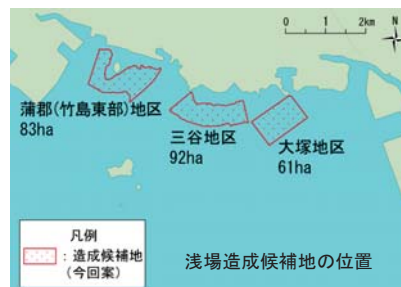 0 1 2km N
蒲郡(竹島東部)地区
83ha
三谷地区
92ha
大塚地区
61ha
凡例
：造成候補地
(今回案)
浅場造成候補地の位置